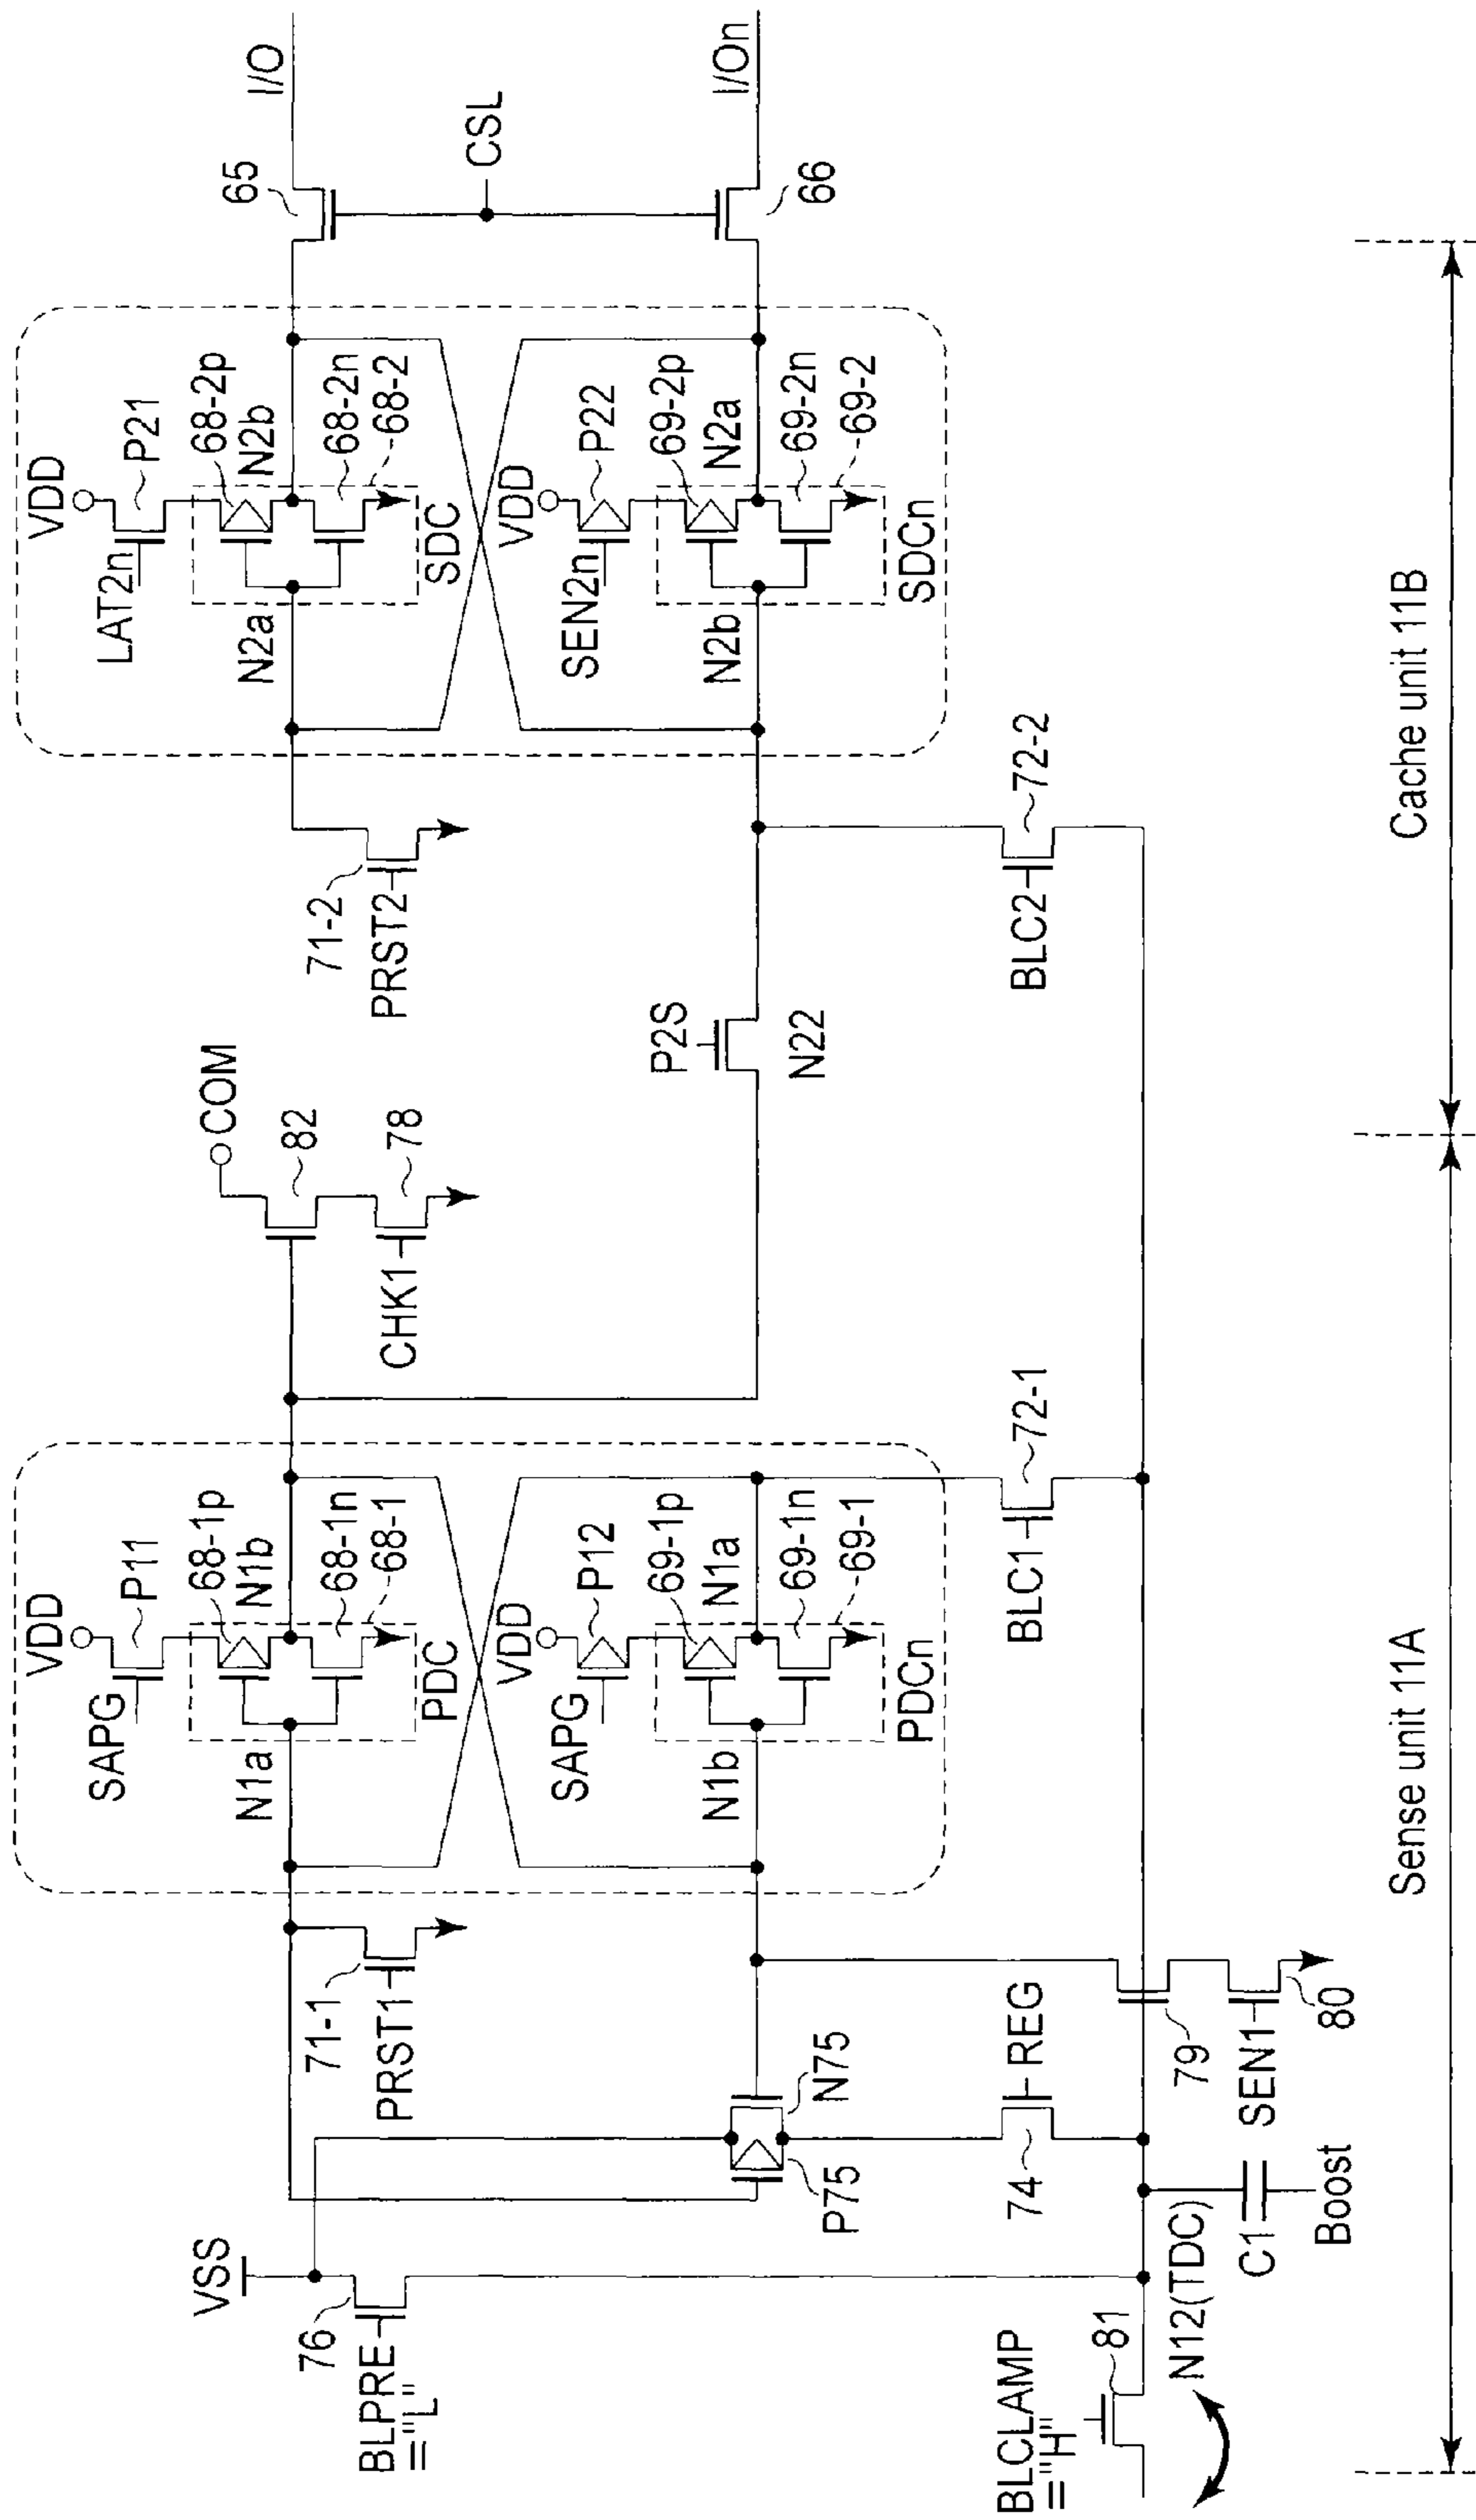 VSS
76
BLPRE
="L"
BLCLAMP
="H"
81
N12(TDC)
C1
Boost
71-1
PRST1
P75
N75
74
REG
79
SEN1
80
VDD
SAPG
P11
68-1p
N1a
N1b
68-1n
68-1
PDC
VDD
SAPG
P12
69-1p
N1b
N1a
69-1n
69-1
PDCn
BLC1
72-1
COM
82
CHK1
78
P2S
N22
71-2
PRST2
BLC2
72-2
VDD
LAT2n
P21
68-2p
N2a
N2b
68-2n
68-2
SDC
VDD
SEN2n
P22
69-2p
N2b
N2a
69-2n
69-2
SDCn
65
I/O
CSL
66
I/On
Sense unit 11A
Cache unit 11B